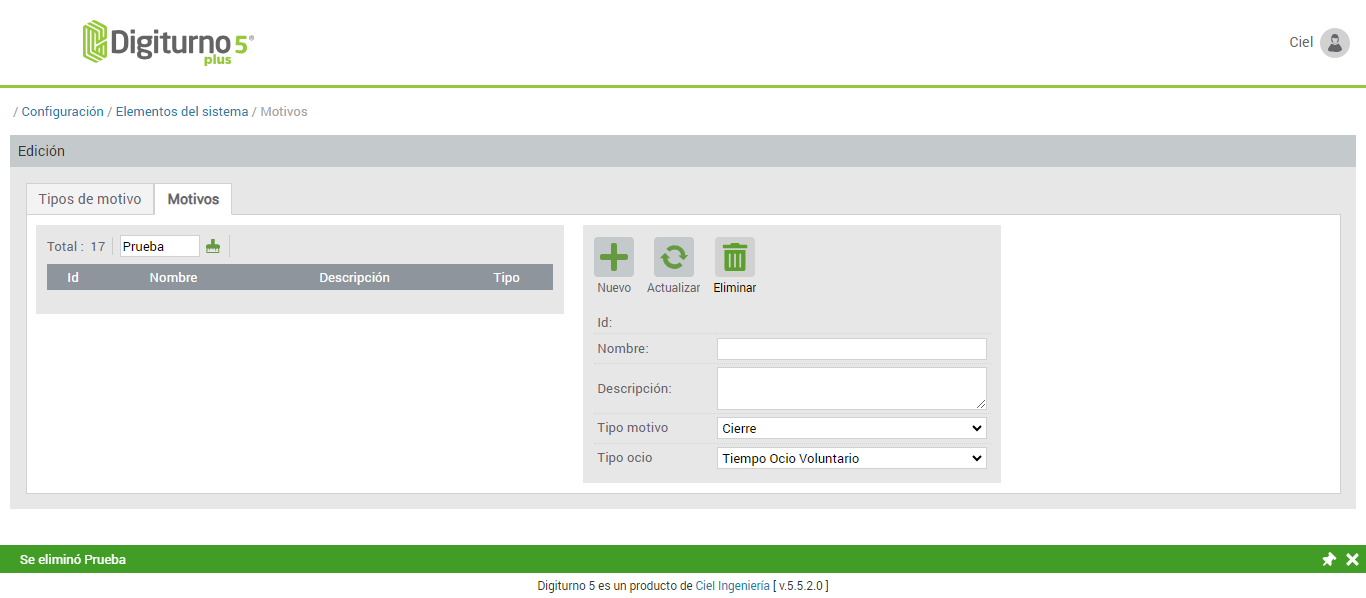 Digiturno 5®
plus
Ciel
/ Configuración / Elementos del sistema / Motivos
Edición
Tipos de motivo
Motivos
Total : 17
Prueba
Id Nombre Descripción Tipo
Nuevo Actualizar Eliminar
Id:
Nombre:
Descripción:
Tipo motivo
Cierre
Tipo ocio
Tiempo Ocio Voluntario
Se eliminó Prueba
Digiturno 5 es un producto de Ciel Ingeniería [ v.5.5.2.0 ]